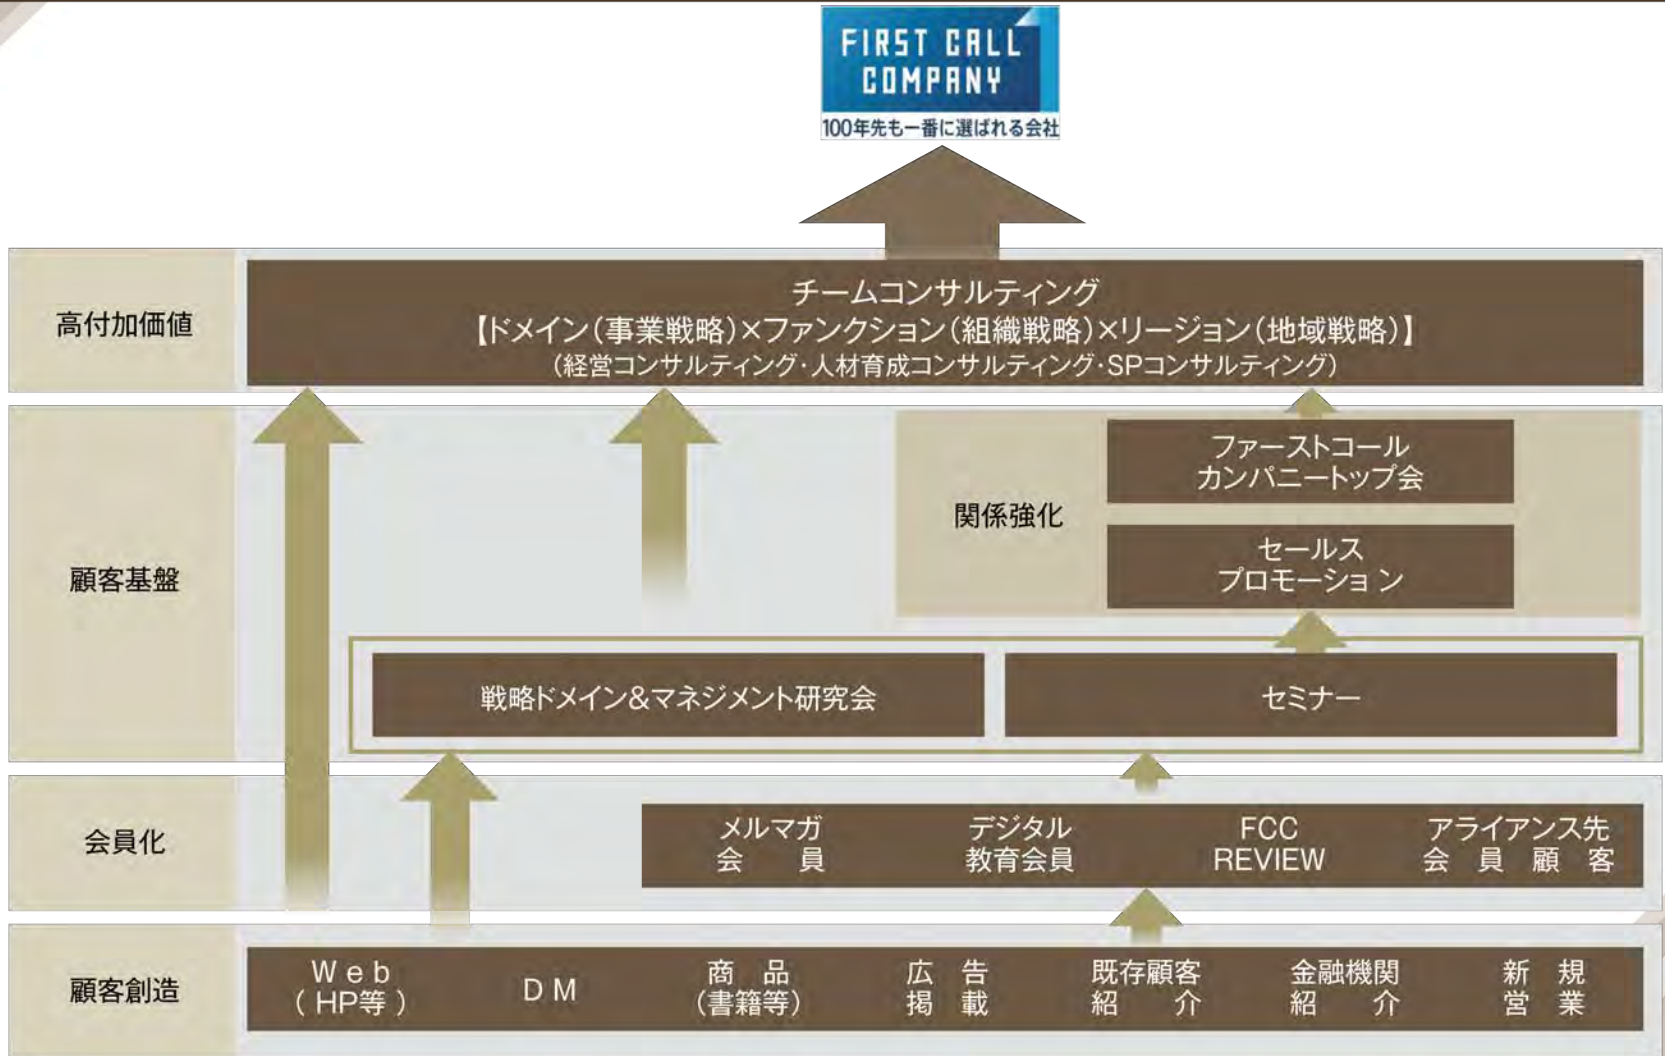 FIRST CALL
COMPANY
100年先も一番に選ばれる会社
高付加価値
チームコンサルティング
【ドメイン(事業戦略)×ファンクション(組織戦略)×リージョン(地域戦略)】
(経営コンサルティング・人材育成コンサルティング・SPコンサルティング)
顧客基盤
関係強化
ファーストコール
カンパニートップ会
セールス
プロモーション
戦略ドメイン&マネジメント研究会
セミナー
会員化
メルマガ
会員
デジタル
教育会員
FCC
REVIEW
アライアンス先
会員顧客
顧客創造
Web
(HP等)
DM
商品
(書籍等)
広告
掲載
既存顧客
紹介
金融機関
紹介
新規
営業